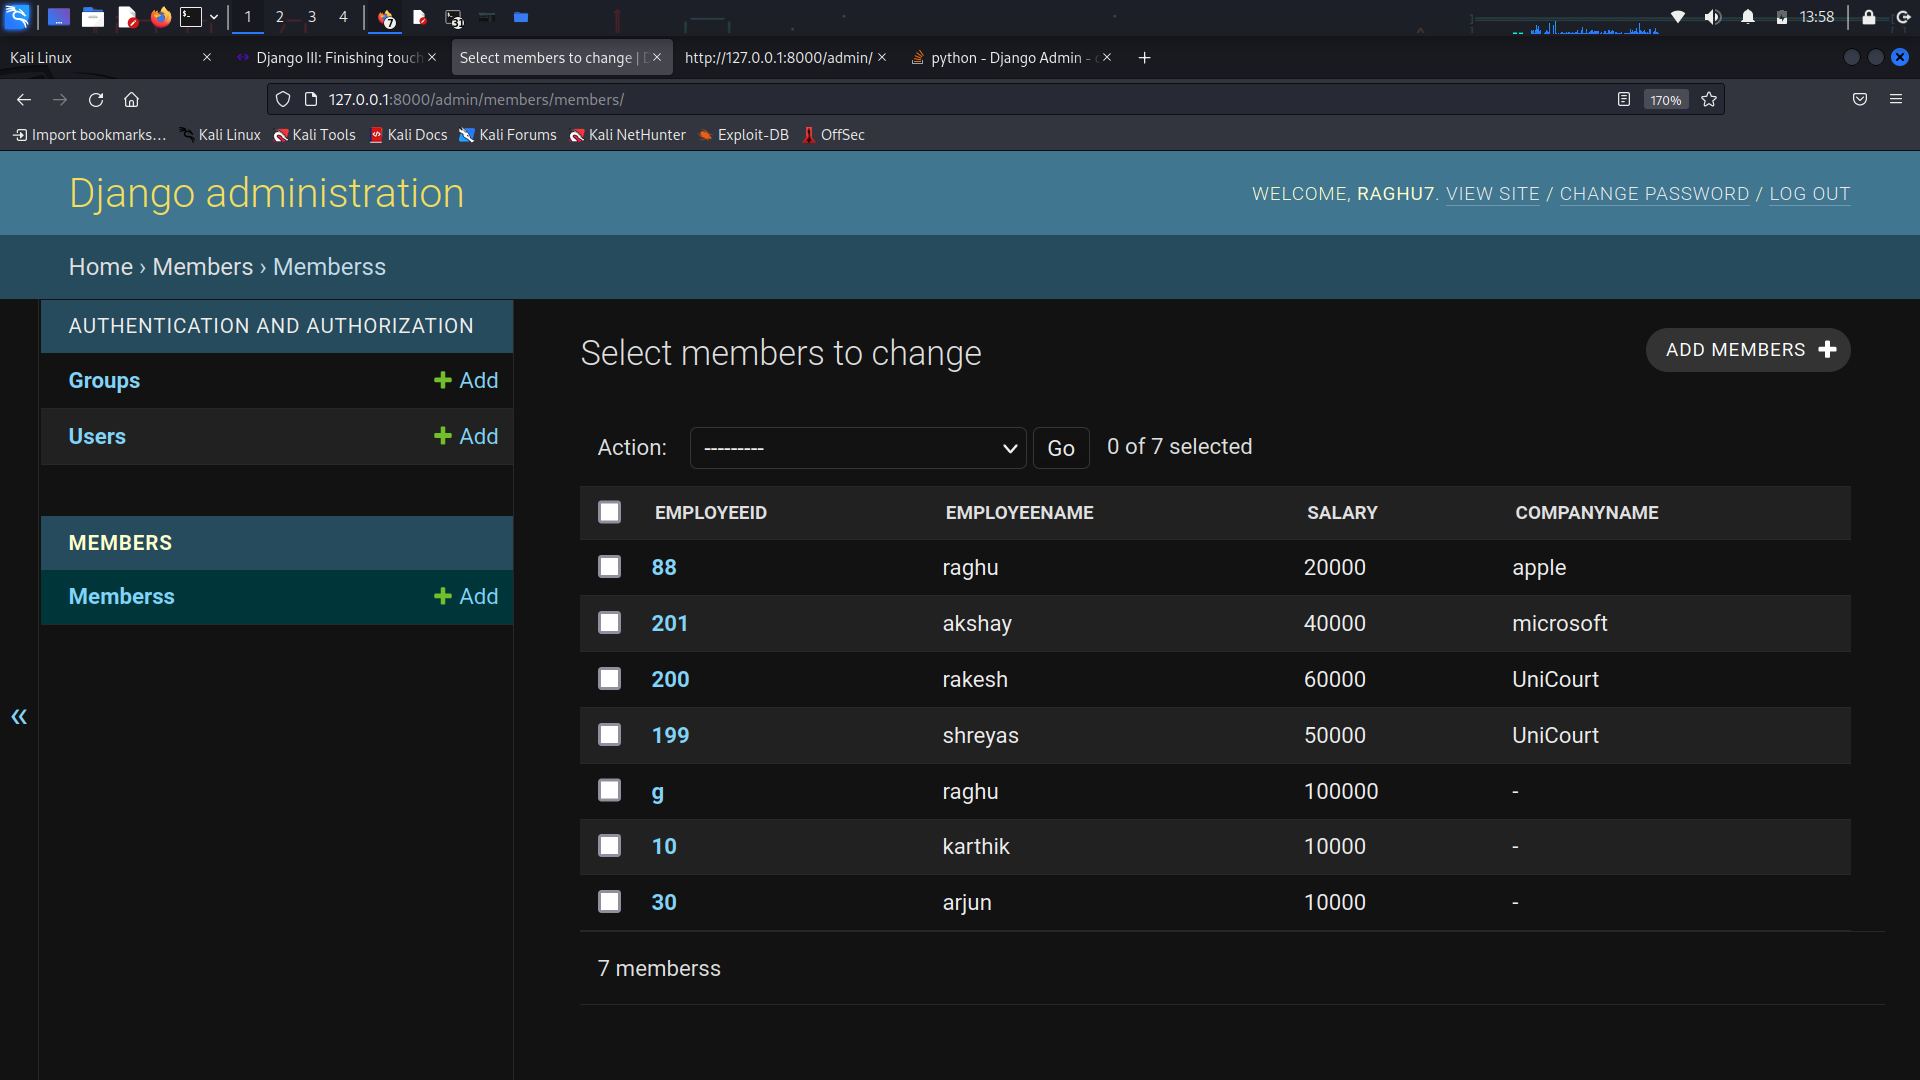 1 2 3 4 7 31 13:58
Kali Linux Django III: Finishing touch Select members to change | D http://127.0.0.1:8000/admin/ python - Django Admin - c
127.0.0.1:8000/admin/members/members/ 170%
Import bookmarks... Kali Linux Kali Tools Kali Docs Kali Forums Kali NetHunter Exploit-DB OffSec
Django administration WELCOME, RAGHU7. VIEW SITE / CHANGE PASSWORD / LOG OUT
Home › Members › Memberss
AUTHENTICATION AND AUTHORIZATION
Groups Add
Users Add
MEMBERS
Memberss Add
«
Select members to change ADD MEMBERS
Action: --------- Go 0 of 7 selected
EMPLOYEEID EMPLOYEENAME SALARY COMPANYNAME
88 raghu 20000 apple
201 akshay 40000 microsoft
200 rakesh 60000 UniCourt
199 shreyas 50000 UniCourt
g raghu 100000 -
10 karthik 10000 -
30 arjun 10000 -
7 memberss